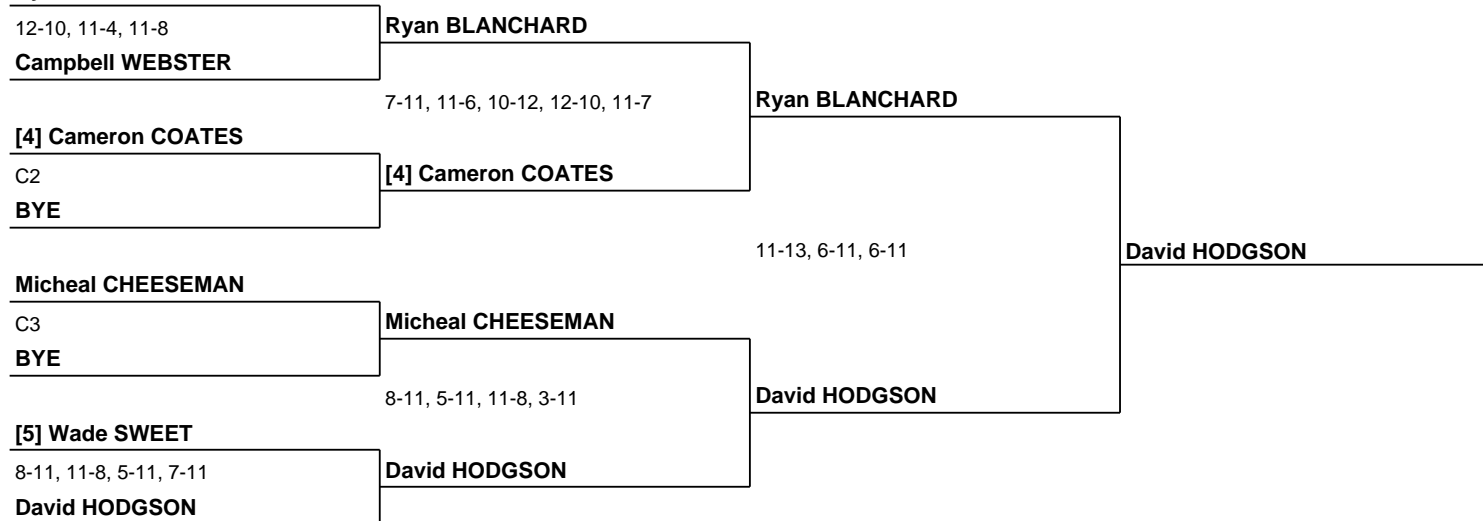 12-10, 11-4, 11-8
Campbell WEBSTER
Ryan BLANCHARD
7-11, 11-6, 10-12, 12-10, 11-7
[4] Cameron COATES
C2
BYE
[4] Cameron COATES
Ryan BLANCHARD
11-13, 6-11, 6-11
David HODGSON
Micheal CHEESEMAN
C3
BYE
Micheal CHEESEMAN
8-11, 5-11, 11-8, 3-11
David HODGSON
[5] Wade SWEET
8-11, 11-8, 5-11, 7-11
David HODGSON
David HODGSON